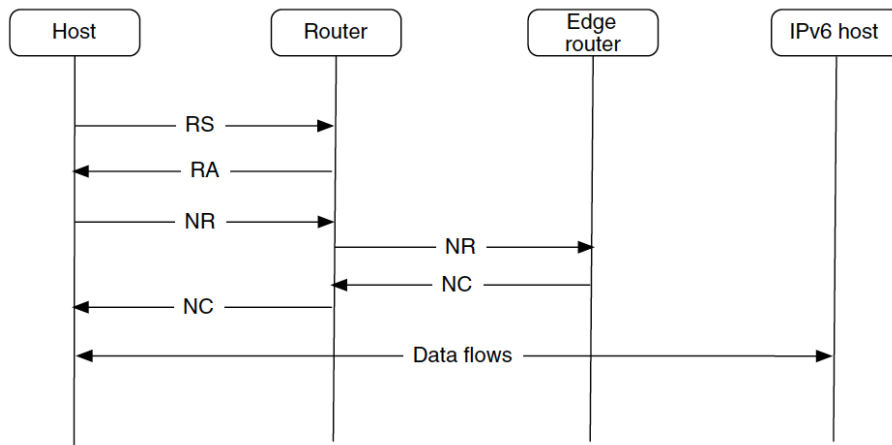 Host
Router
Edge
router
IPv6 host
RS
RA
NR
NR
NC
NC
Data flows